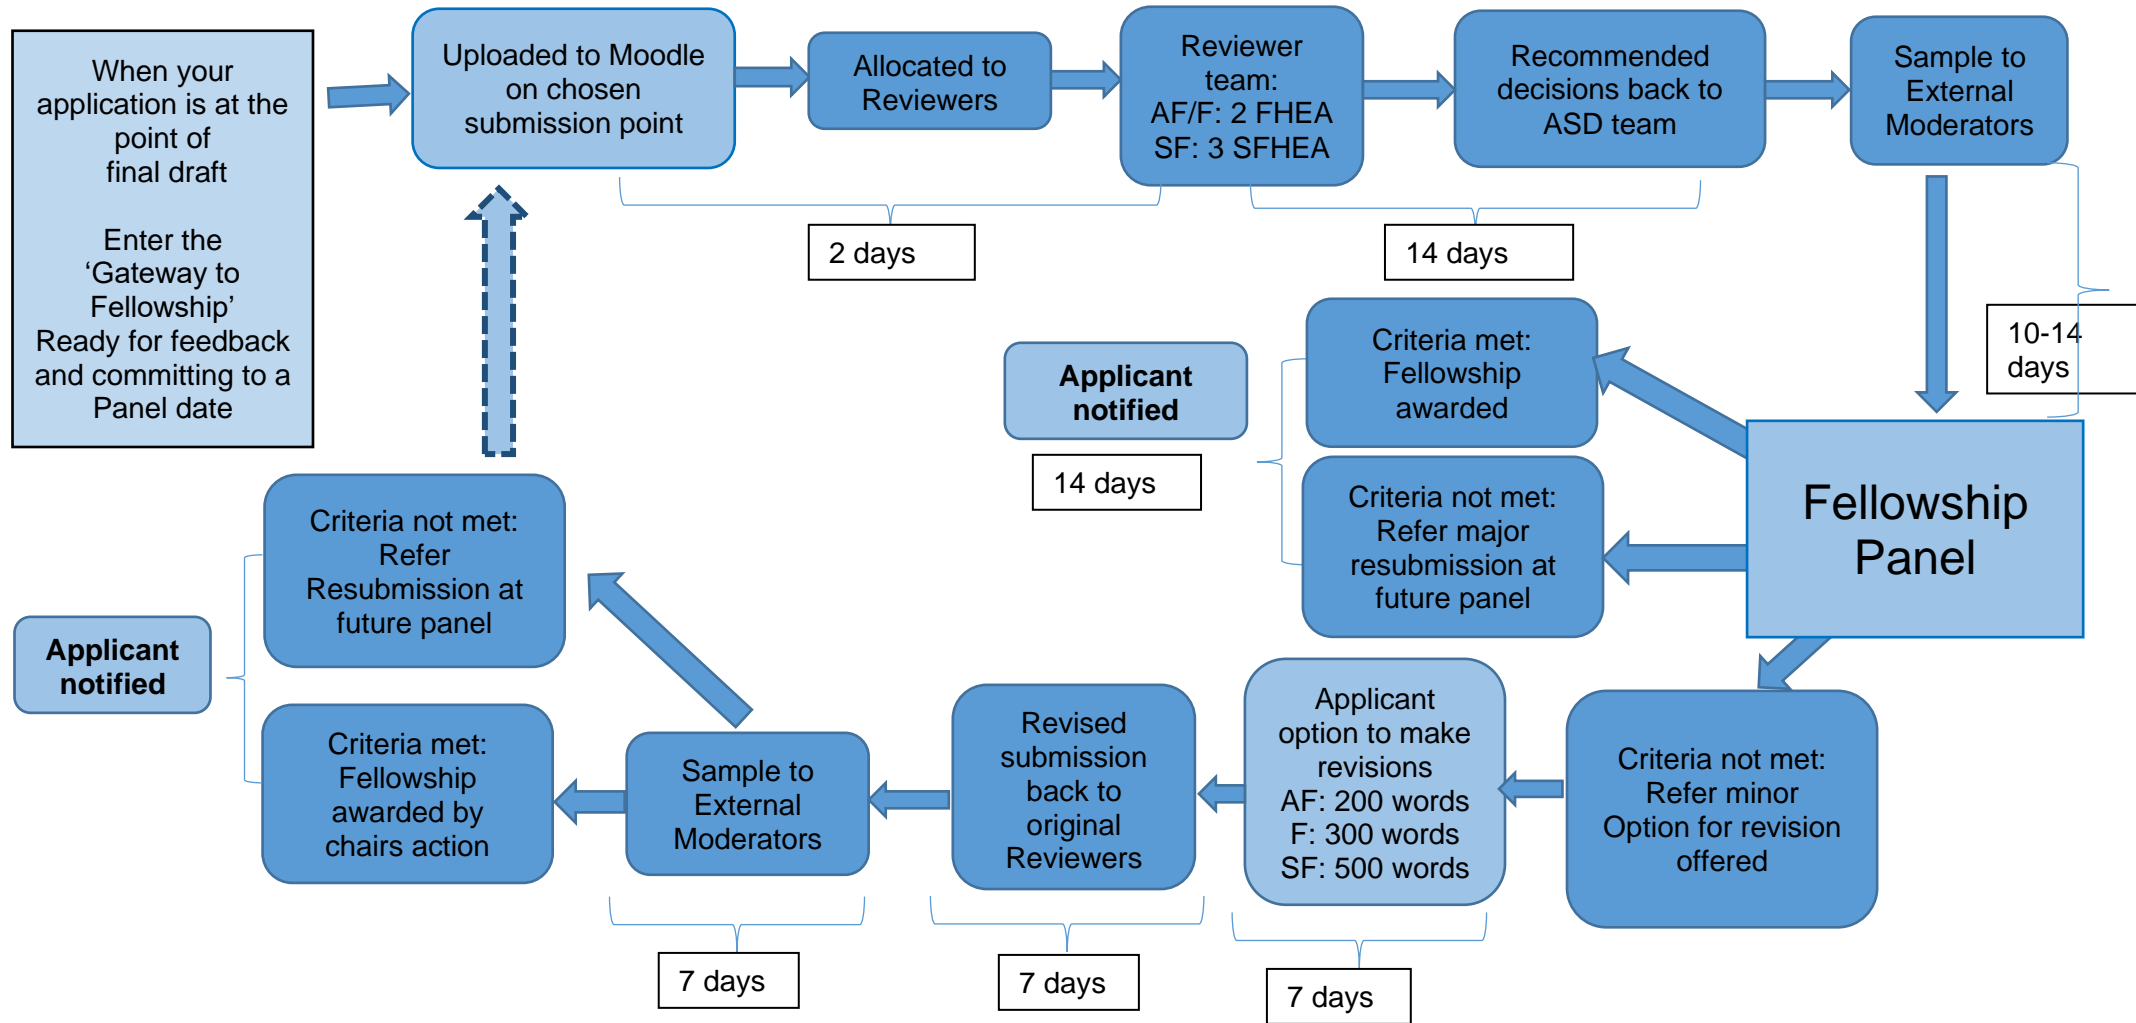 When your
application is at the
point of
final draft
Enter the
‘Gateway to
Fellowship’
Ready for feedback
and committing to a
Panel date
Uploaded to Moodle
on chosen
submission point
Allocated to
Reviewers
Reviewer
team:
AF/F: 2 FHEA
SF: 3 SFHEA
Recommended
decisions back to
ASD team
Sample to
External
Moderators
2 days
14 days
10-14
days
Fellowship
Panel
Criteria met:
Fellowship
awarded
Criteria not met:
Refer major
resubmission at
future panel
Applicant
notified
14 days
Criteria not met:
Refer minor
Option for revision
offered
Applicant
option to make
revisions
AF: 200 words
F: 300 words
SF: 500 words
7 days
Revised
submission
back to
original
Reviewers
7 days
Sample to
External
Moderators
7 days
Criteria not met:
Refer
Resubmission at
future panel
Criteria met:
Fellowship
awarded by
chairs action
Applicant
notified